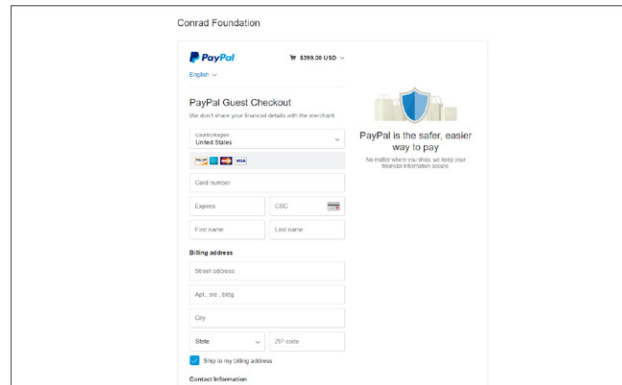 Conrad Foundation
PayPal
$399.00 USD
English
PayPal Guest Checkout
We don't share your financial details with the merchant.
Country/Region
United States
VISA
Card number
Expires
CSC
First name
Last name
Billing address
Street address
Apt., ste., bldg.
City
State
ZIP code
Ship to my billing address
Contact Information
PayPal is the safer, easier
way to pay
No matter where you shop, we keep your
financial information secure.